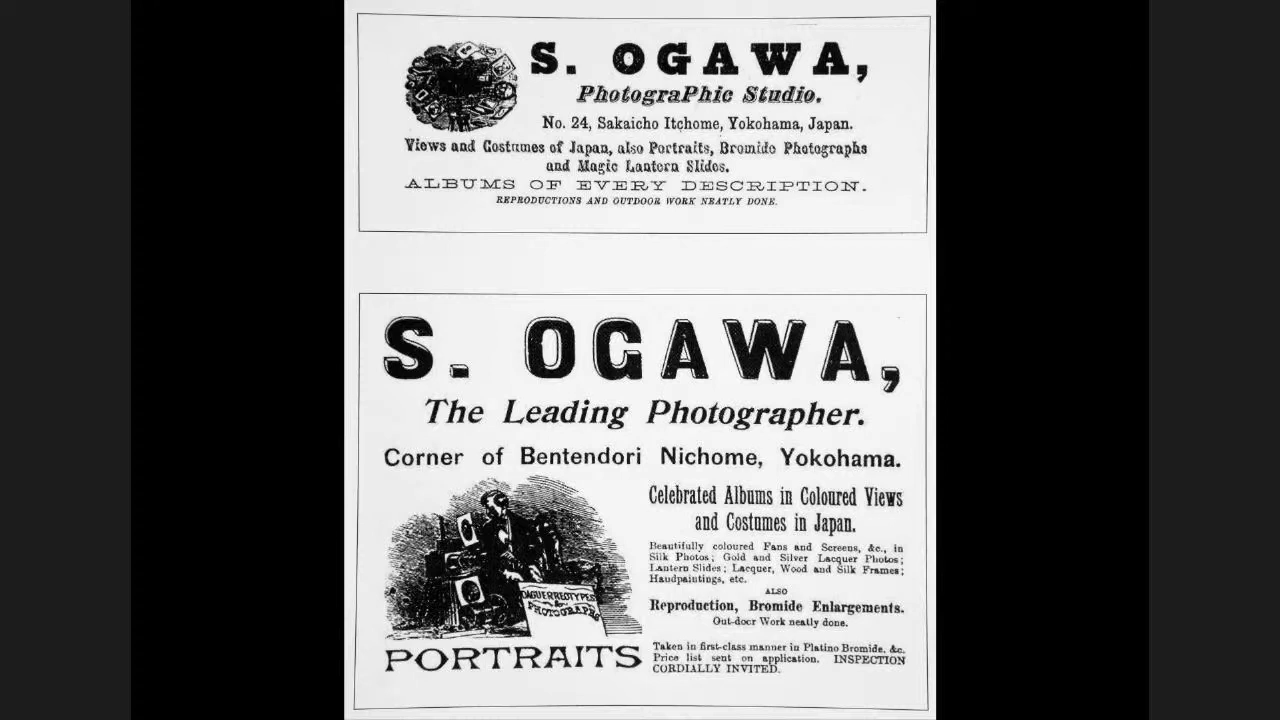 S. OGAWA,
PhotograPhic Studio.
No. 24, Sakaicho Itchome, Yokohama, Japan.
Views and Costumes of Japan, also Portraits, Bromide Photographs
and Magic Lantern Slides.
ALBUMS OF EVERY DESCRIPTION.
REPRODUCTIONS AND OUTDOOR WORK NEATLY DONE.
S. OGAWA,
The Leading Photographer.
Corner of Bentendori Nichome, Yokohama.
Celebrated Albums in Coloured Views
and Costumes in Japan.
Beautifully coloured Fans and Screens, &c., in
Silk Photos; Gold and Silver Lacquer Photos;
Lantern Slides; Lacquer, Wood and Silk Frames;
Handpaintings, etc.
ALSO
Reproduction, Bromide Enlargements.
Out-door Work neatly done.
Taken in first-class manner in Platino Bromide, &c.
Price list sent on application. INSPECTION
CORDIALLY INVITED.
DAGUERREOTYPES
&
PHOTOGRAPHS
PORTRAITS